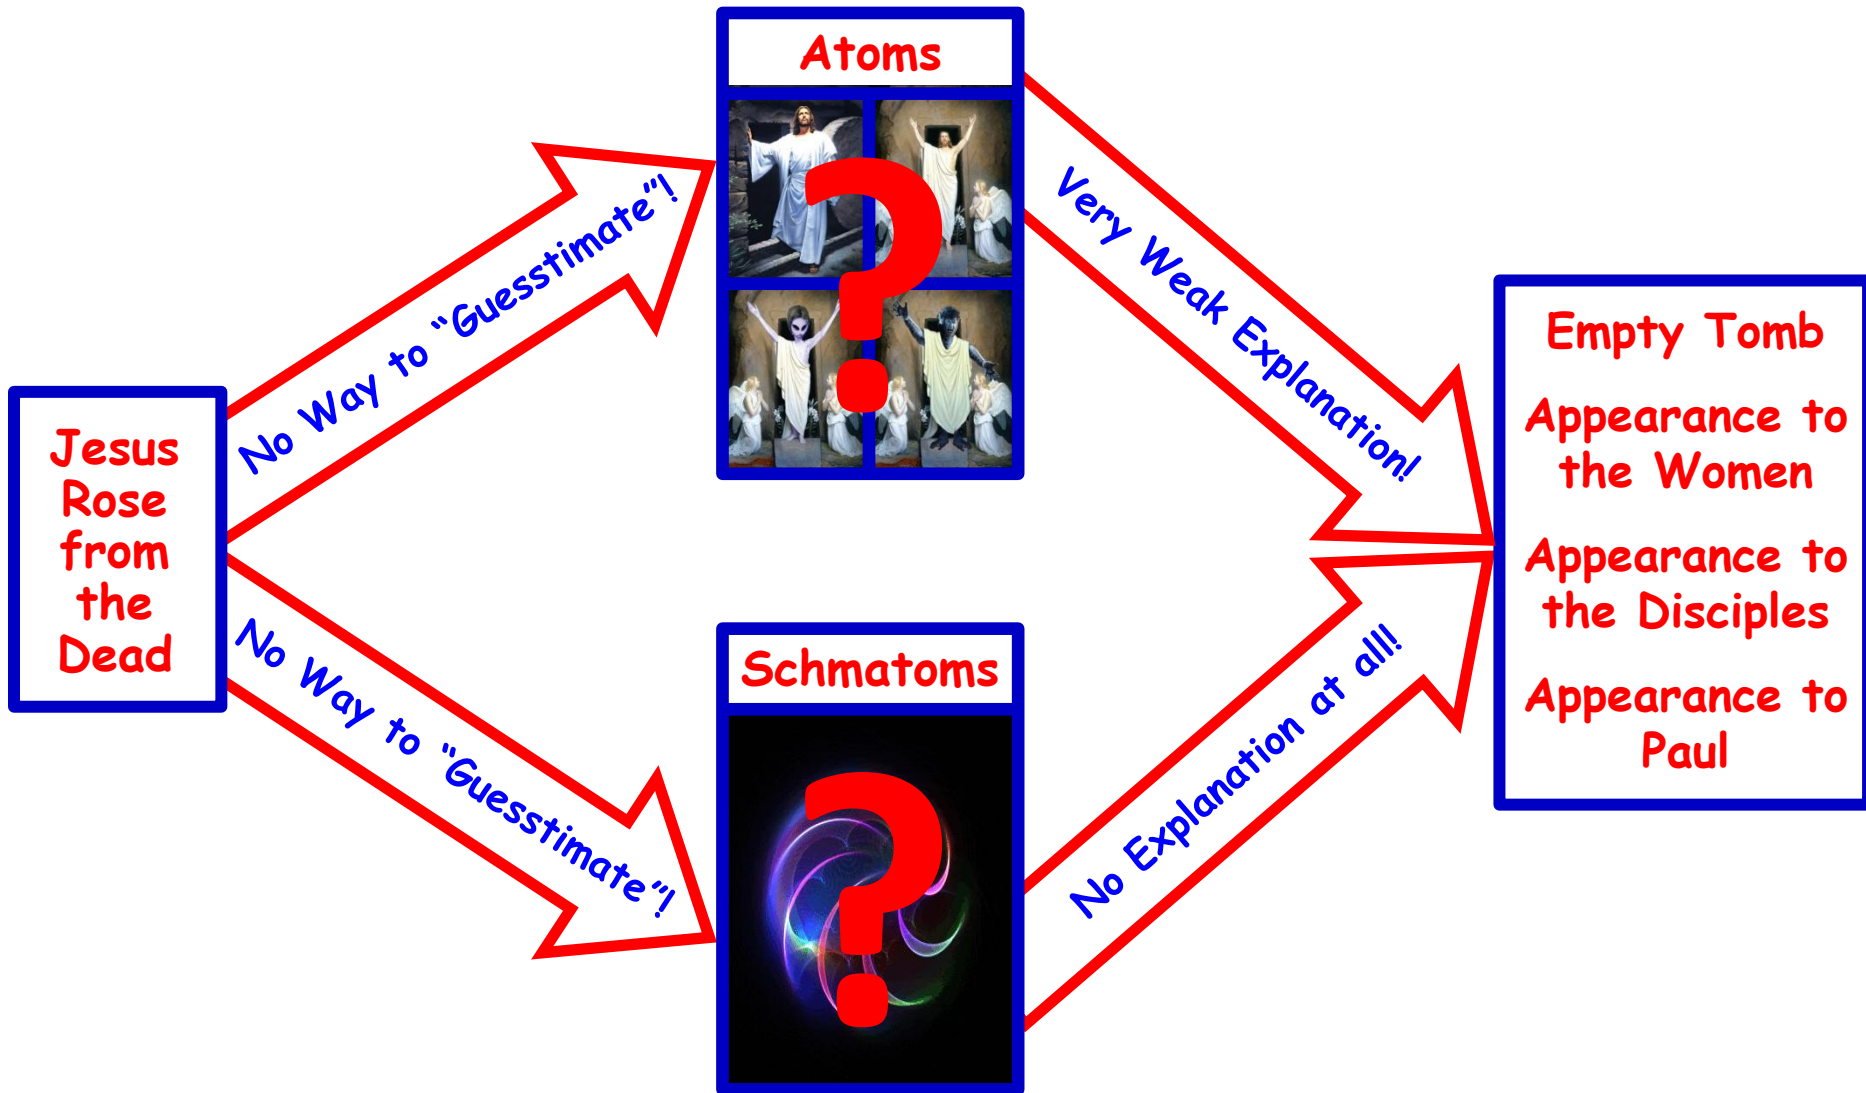 Atoms
?
No Way to “Guesstimate”!
Very Weak Explanation!
Jesus
Rose
from
the
Dead
Empty Tomb
Appearance to
the Women
Appearance to
the Disciples
Appearance to
Paul
No Way to “Guesstimate”!
Schmatoms
?
No Explanation at all!